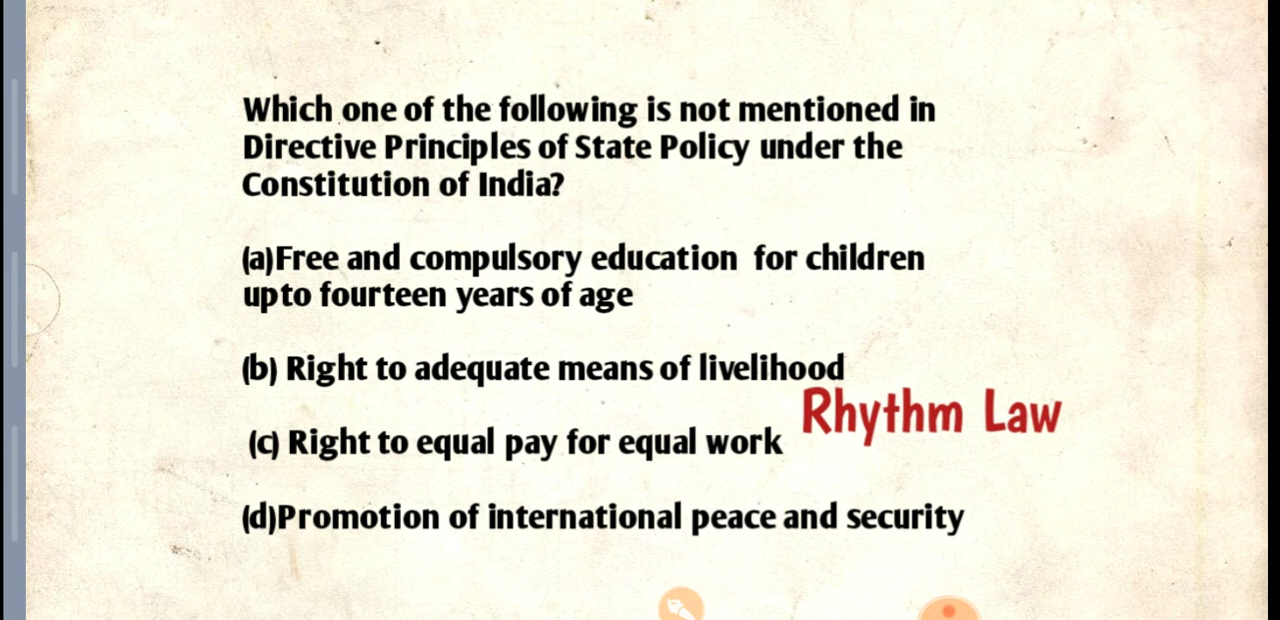 Which one of the following is not mentioned in
Directive Principles of State Policy under the
Constitution of India?
(a)Free and compulsory education for children
upto fourteen years of age
(b) Right to adequate means of livelihood
Rhythm Law
(c) Right to equal pay for equal work
(d)Promotion of international peace and security